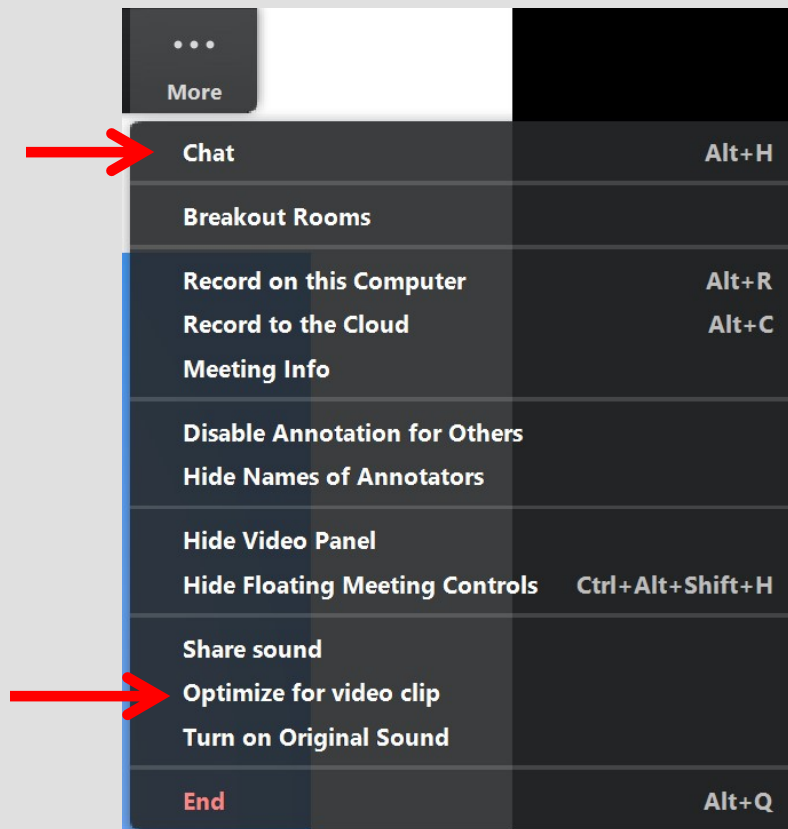 More
Chat Alt+H
Breakout Rooms
Record on this Computer Alt+R
Record to the Cloud Alt+C
Meeting Info
Disable Annotation for Others
Hide Names of Annotators
Hide Video Panel
Hide Floating Meeting Controls Ctrl+Alt+Shift+H
Share sound
Optimize for video clip
Turn on Original Sound
End Alt+Q